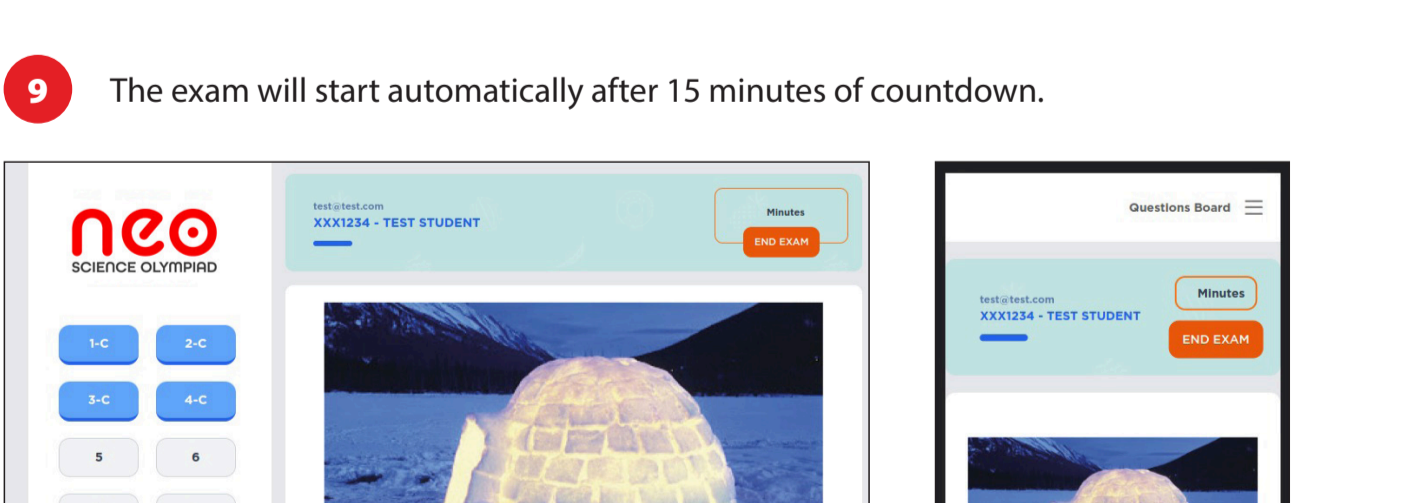 9
The exam will start automatically after 15 minutes of countdown.
neo
SCIENCE OLYMPIAD
test@test.com
XXX1234 - TEST STUDENT
Minutes
END EXAM
1-C 2-C
3-C 4-C
5 6
Questions Board
test@test.com
XXX1234 - TEST STUDENT
Minutes
END EXAM